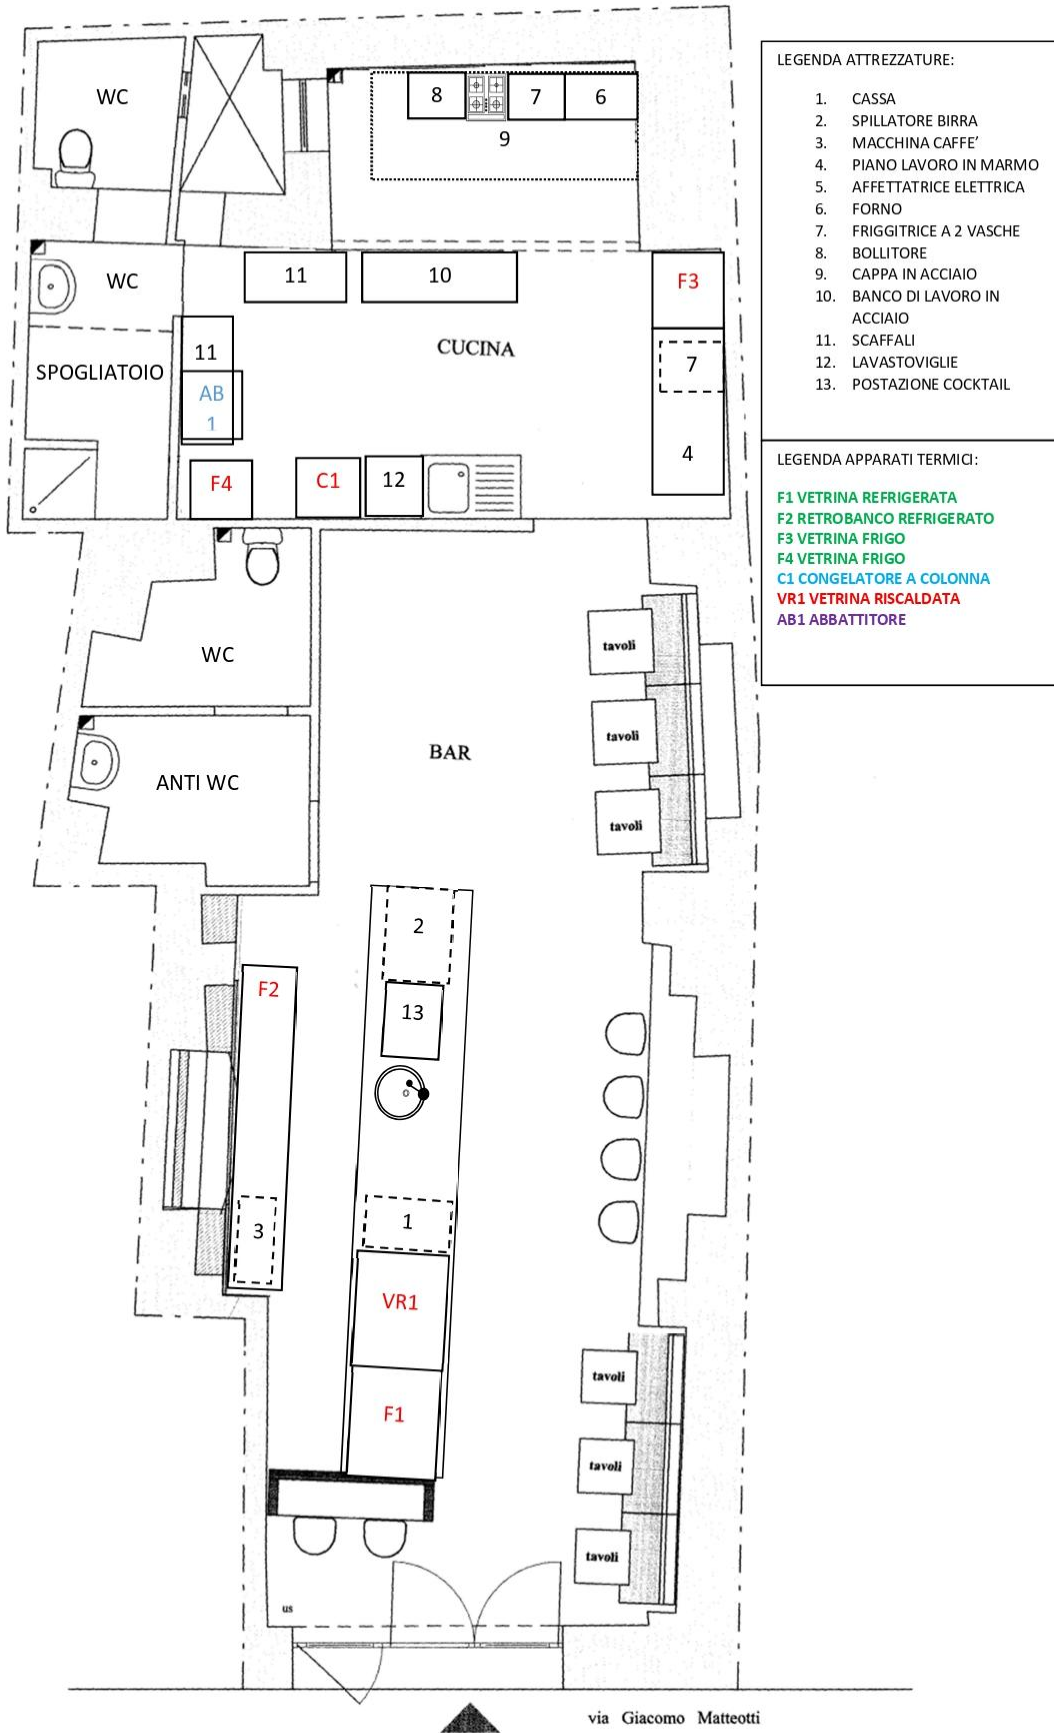 LEGENDA ATTREZZATURE:
1. CASSA
2. SPILLATORE BIRRA
3. MACCHINA CAFFE’
4. PIANO LAVORO IN MARMO
5. AFFETTATRICE ELETTRICA
6. FORNO
7. FRIGGITRICE A 2 VASCHE
8. BOLLITORE
9. CAPPA IN ACCIAIO
10. BANCO DI LAVORO IN
ACCIAIO
11. SCAFFALI
12. LAVASTOVIGLIE
13. POSTAZIONE COCKTAIL
LEGENDA APPARATI TERMICI:
F1 VETRINA REFRIGERATA
F2 RETROBANCO REFRIGERATO
F3 VETRINA FRIGO
F4 VETRINA FRIGO
C1 CONGELATORE A COLONNA
VR1 VETRINA RISCALDATA
AB1 ABBATTITORE
WC
8
7
6
9
WC
11
10
F3
CUCINA
11
SPOGLIATOIO
7
AB
1
4
F4
C1
12
WC
tavoli
tavoli
BAR
ANTI WC
tavoli
2
F2
13
1
3
VR1
tavoli
F1
tavoli
tavoli
us
via Giacomo Matteotti